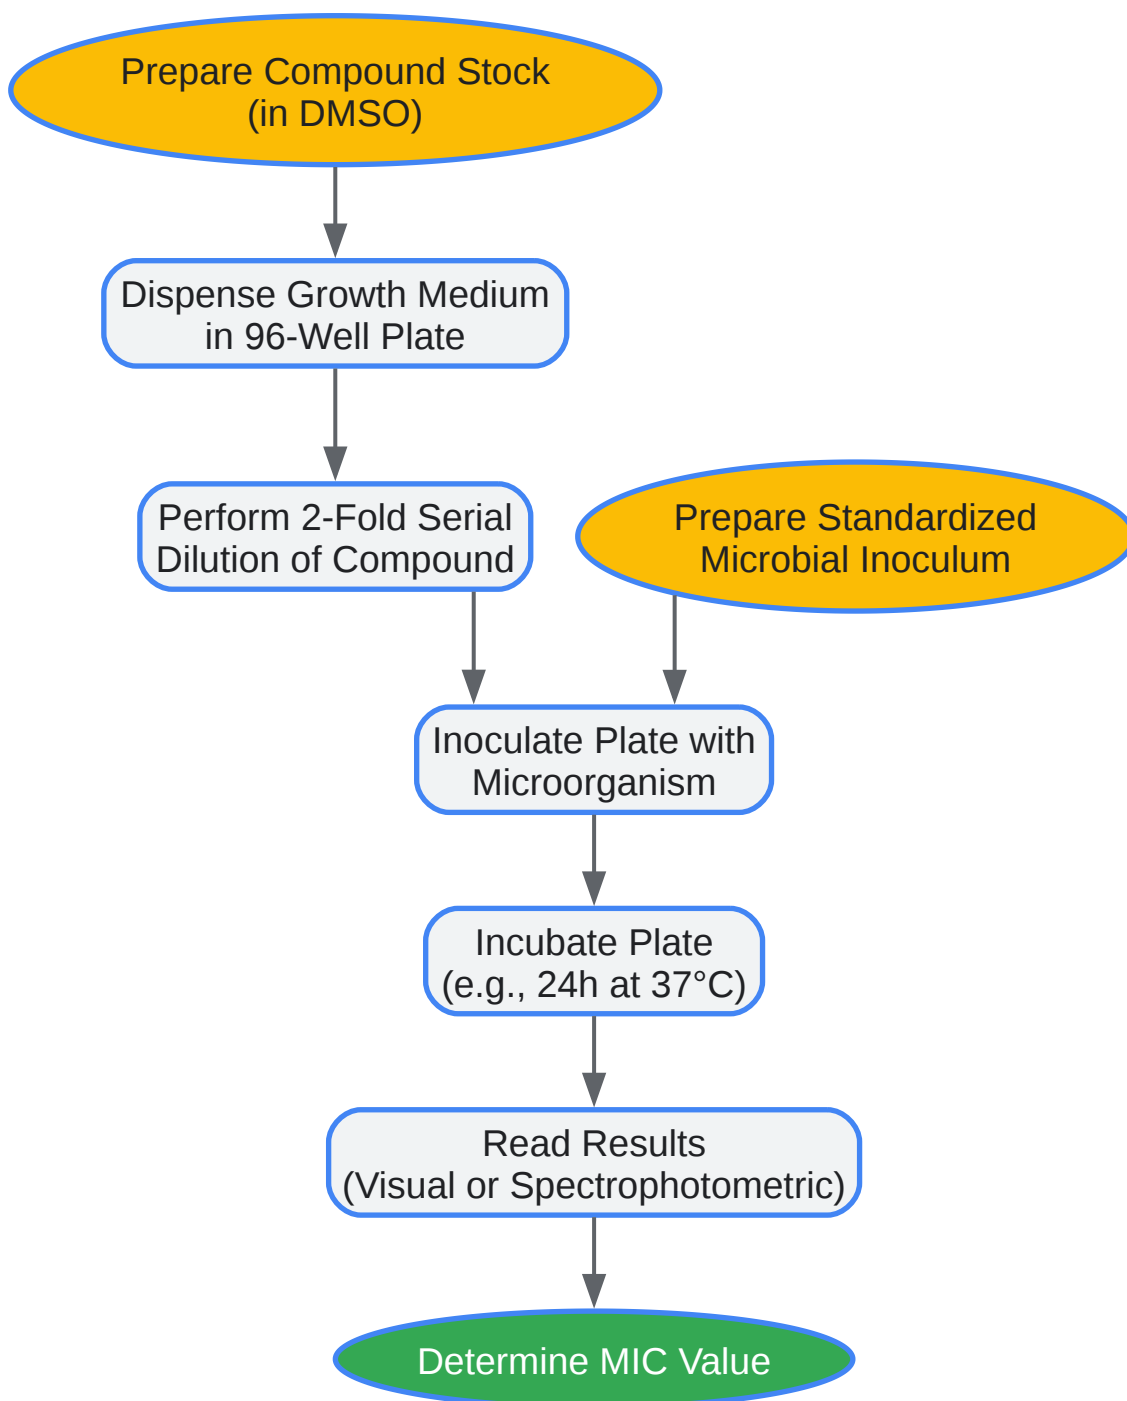 Prepare Compound Stock
(in DMSO)
Dispense Growth Medium
in 96-Well Plate
Perform 2-Fold Serial
Dilution of Compound
Prepare Standardized
Microbial Inoculum
Inoculate Plate with
Microorganism
Incubate Plate
(e.g., 24h at 37°C)
Read Results
(Visual or Spectrophotometric)
Determine MIC Value